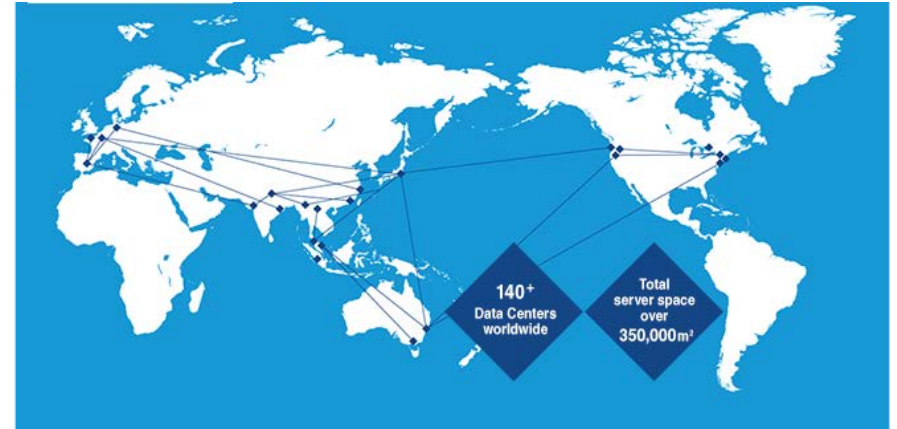 140+
Data Centers
worldwide
Total
server space
over
350,000m²